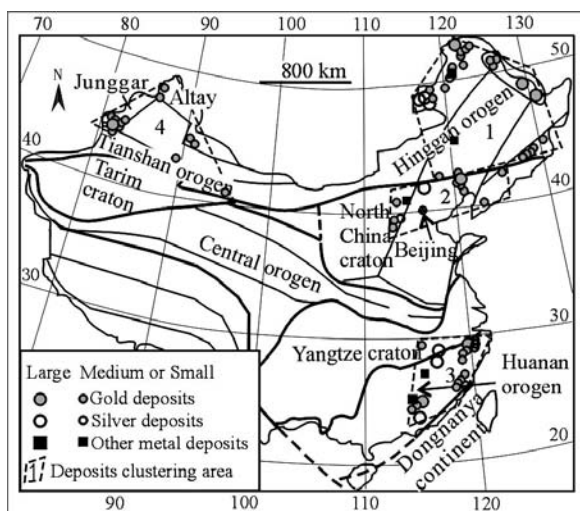 70 80 90 100 110 120 130
N
800 km
50
Junggar
Altay
4
Hinggan orogen
1
40
Tianshan orogen
Tarim
craton
2
40
North
China
craton
Beijing
Central orogen
30
30
Yangtze craton
3
Huanan
orogen
Dongnanya
continent
20
Large Medium or Small
Gold deposits
Silver deposits
Other metal deposits
1 Deposits clustering area
90 100 110 120